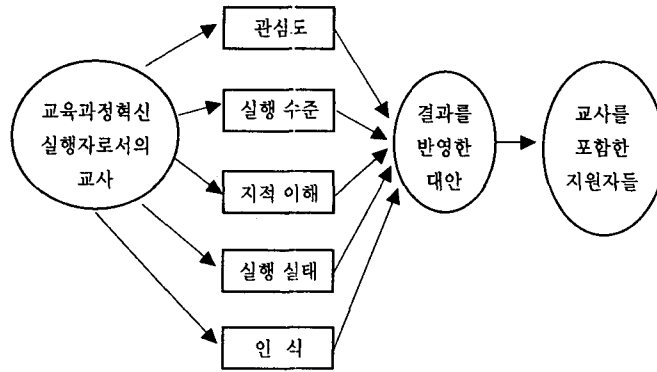 교육과정혁신
실행자로서의
교사
관심도
실행 수준
지적 이해
실행 실태
인 식
결과를
반영한
대안
교사를
포함한
지원자들